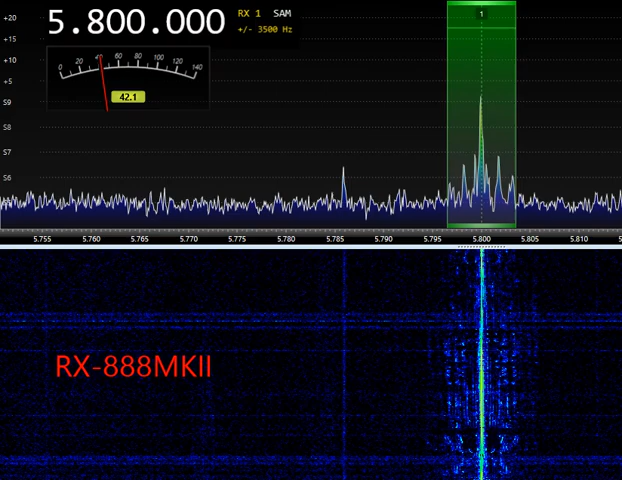 +20
5.800.000
RX 1 SAM
+/- 3500 Hz
1
+15
+10
0 20 40 60 80 100 120 140
+5
42.1
S9
S8
S7
S6
5.755 5.760 5.765 5.770 5.775 5.780 5.785 5.790 5.795 5.800 5.805 5.810 5
RX-888MKII